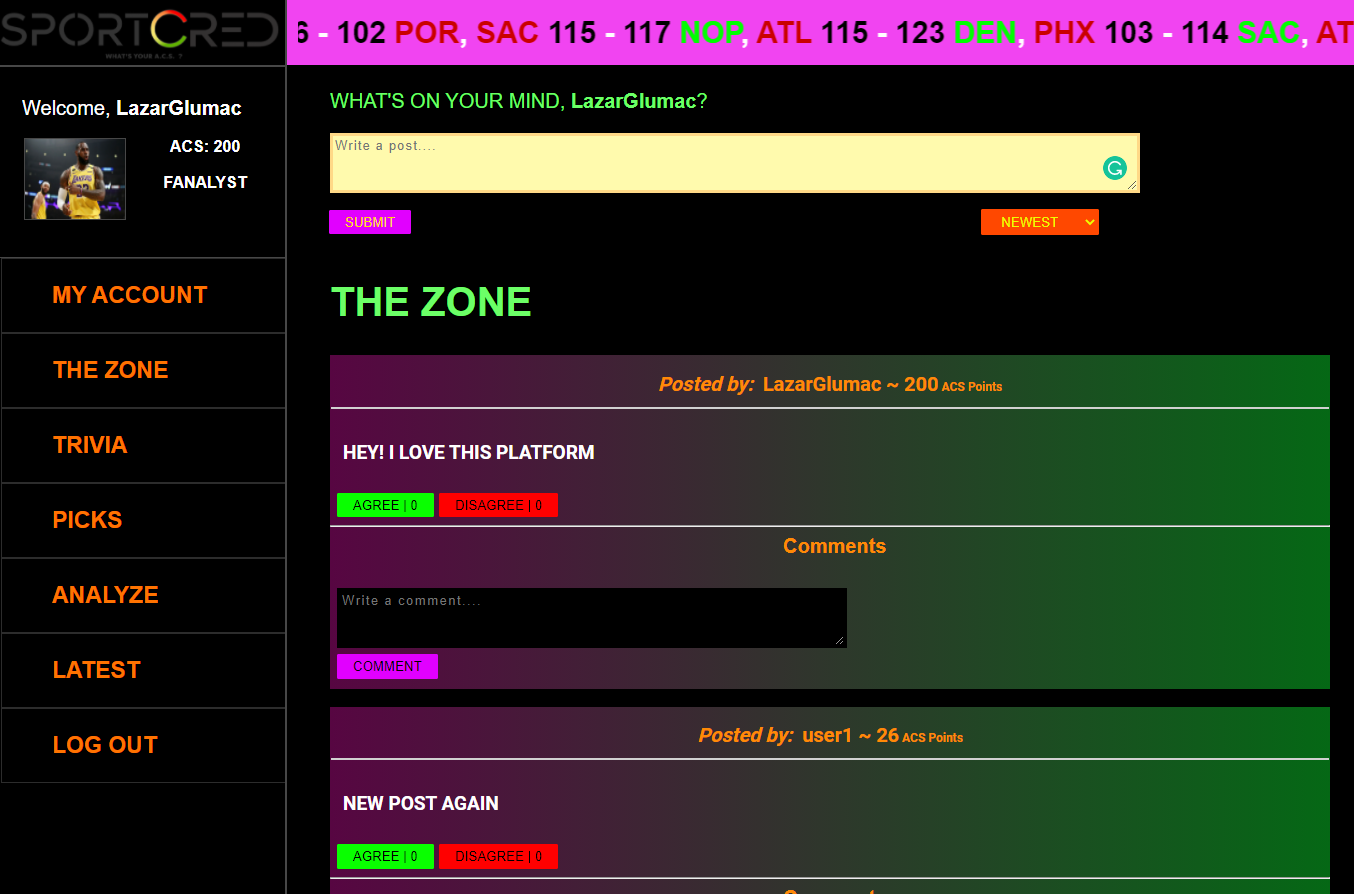 SPORTCRED
WHAT'S YOUR A.C.S. ?
6 - 102 POR, SAC 115 - 117 NOP, ATL 115 - 123 DEN, PHX 103 - 114 SAC, AT
Welcome, LazarGlumac
ACS: 200
FANALYST
MY ACCOUNT
THE ZONE
TRIVIA
PICKS
ANALYZE
LATEST
LOG OUT
WHAT'S ON YOUR MIND, LazarGlumac?
Write a post....
SUBMIT
NEWEST
THE ZONE
Posted by: LazarGlumac ~ 200 ACS Points
HEY! I LOVE THIS PLATFORM
AGREE | 0 DISAGREE | 0
Comments
Write a comment....
COMMENT
Posted by: user1 ~ 26 ACS Points
NEW POST AGAIN
AGREE | 0 DISAGREE | 0